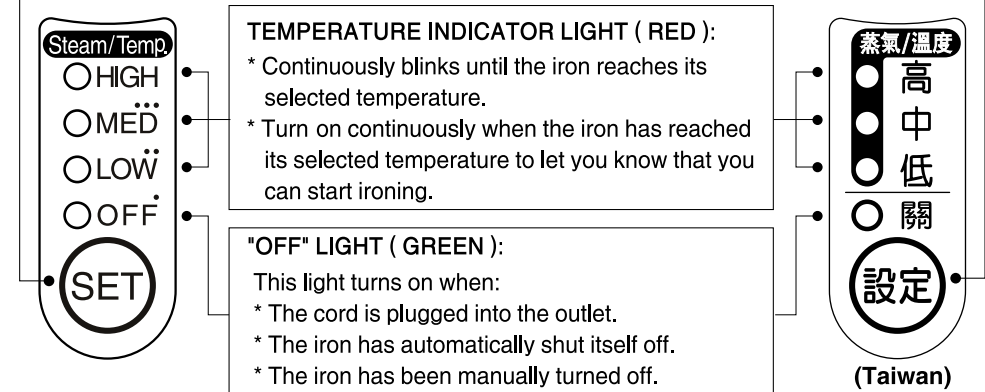 Steam/Temp.
HIGH
•••
MED
••
LOW
•
OFF
SET
TEMPERATURE INDICATOR LIGHT ( RED ):
* Continuously blinks until the iron reaches its
selected temperature.
* Turn on continuously when the iron has reached
its selected temperature to let you know that you
can start ironing.
"OFF" LIGHT ( GREEN ):
This light turns on when:
* The cord is plugged into the outlet.
* The iron has automatically shut itself off.
* The iron has been manually turned off.
蒸氣/溫度
高
中
低
關
設定
(Taiwan)